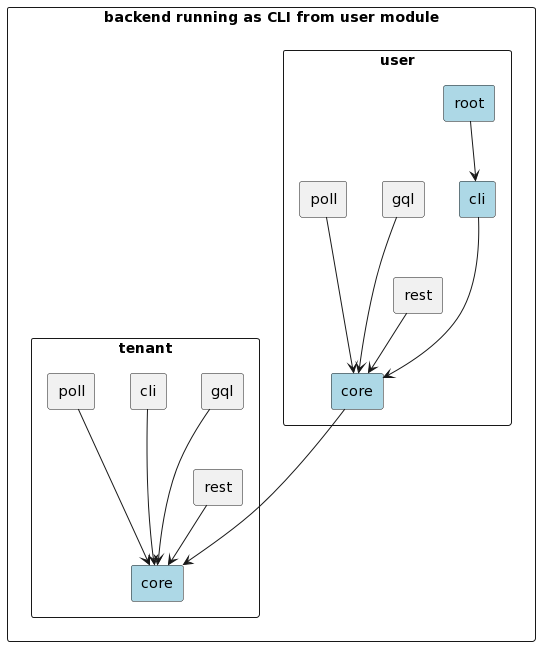 backend running as CLI from user module
user
root
poll
gql
cli
rest
core
tenant
poll
cli
gql
rest
core